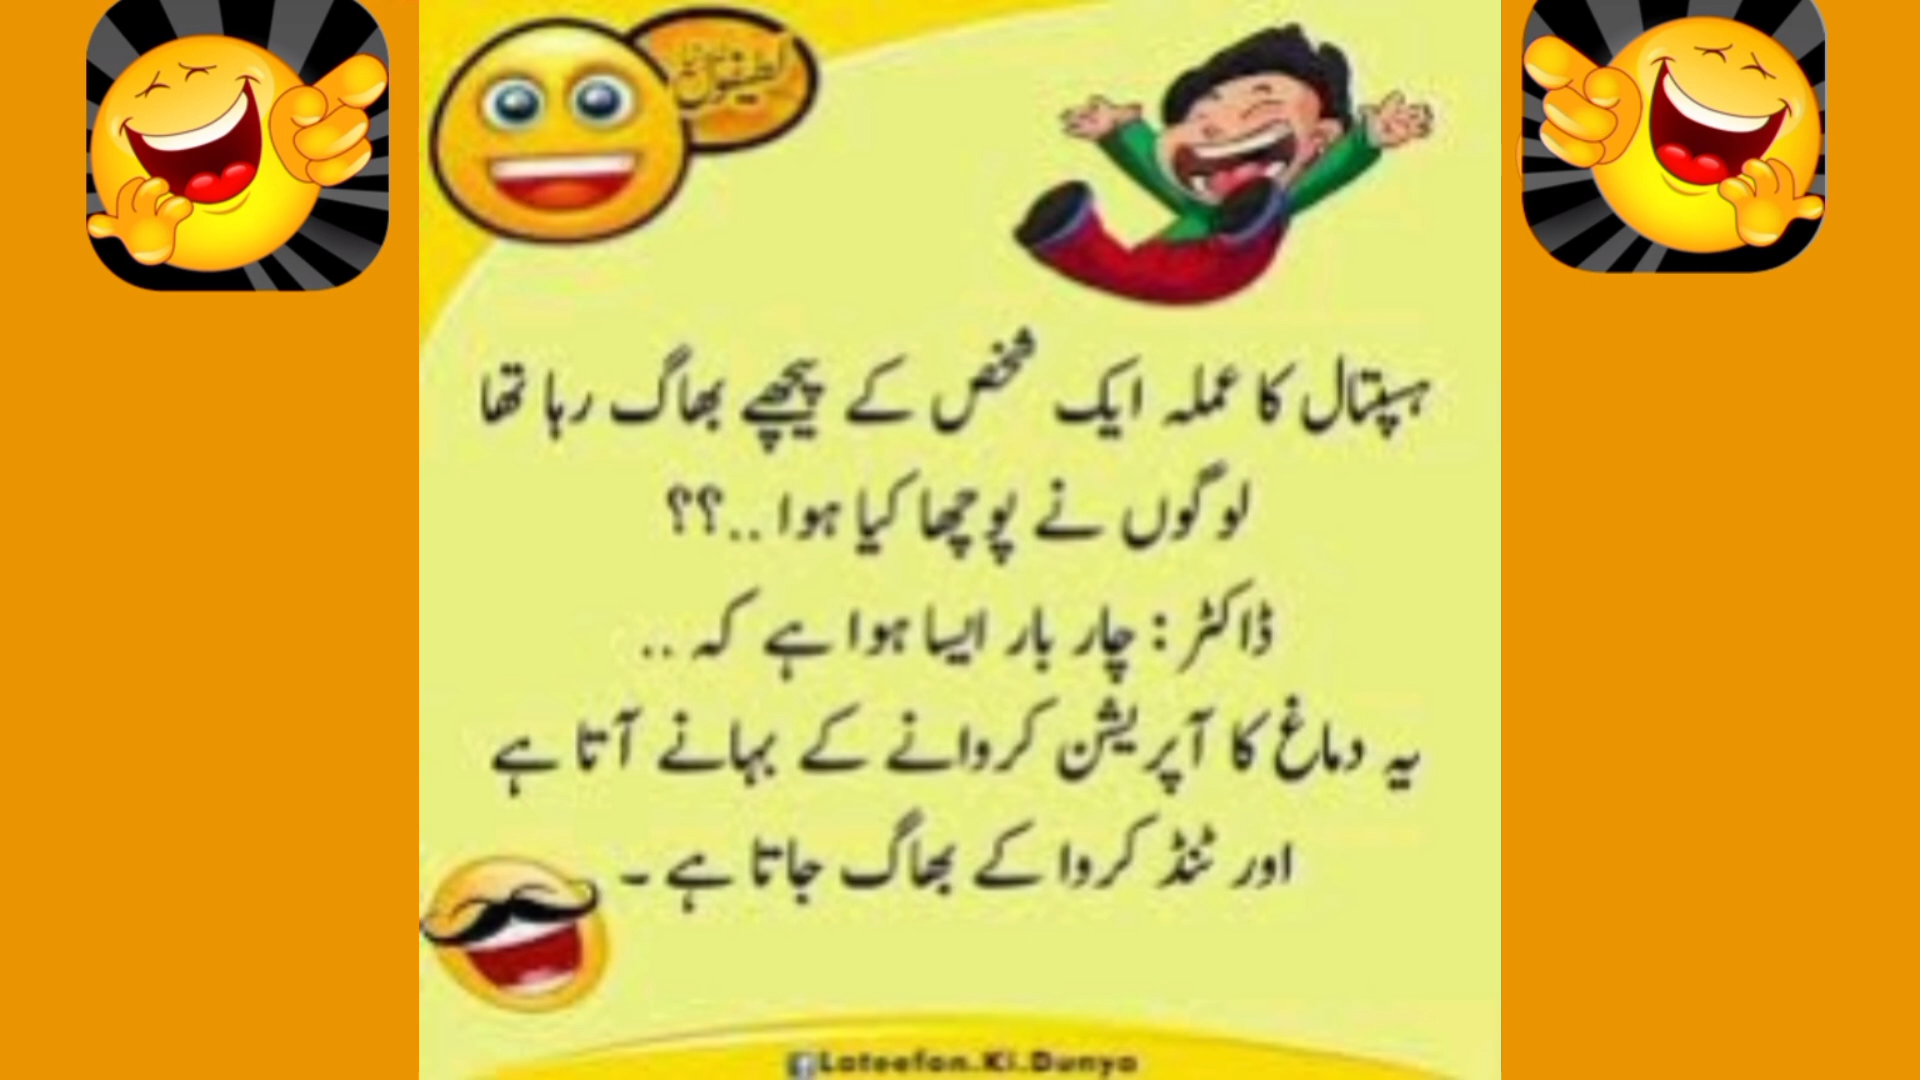 ہسپتال کا عملہ ایک شخص کے پیچھے بھاگ رہا تھا
لوگوں نے پوچھا کیا ہوا ..؟؟
ڈاکٹر : چار بار ایسا ہوا ہے کہ ..
یہ دماغ کا آپریشن کروانے کے بہانے آتا ہے
اور ٹنڈ کروا کے بھاگ جاتا ہے ۔
Lateefon.Ki.Dunya